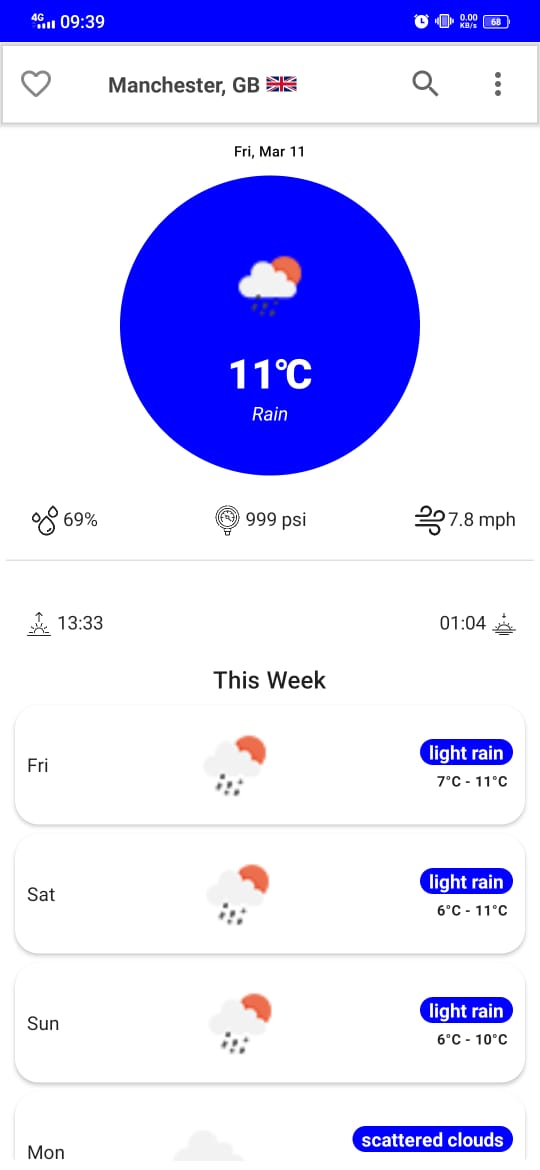 4G 09:39 0.00 KB/s 68
Manchester, GB
Fri, Mar 11
11°C
Rain
69% 999 psi 7.8 mph
13:33 01:04
This Week
light rain
Fri
7°C - 11°C
light rain
Sat
6°C - 11°C
light rain
Sun
6°C - 10°C
scattered clouds
Mon